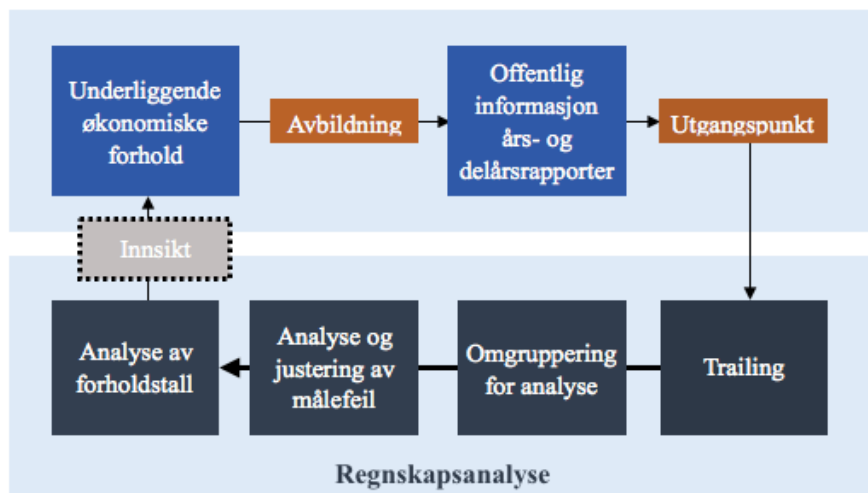 Underliggende
økonomiske
forhold
Avbildning
Offentlig
informasjon
års- og
delårsrapporter
Utgangspunkt
Innsikt
Analyse av
forholdstall
Analyse og
justering av
målefeil
Omgruppering
for analyse
Trailing
Regnskapsanalyse